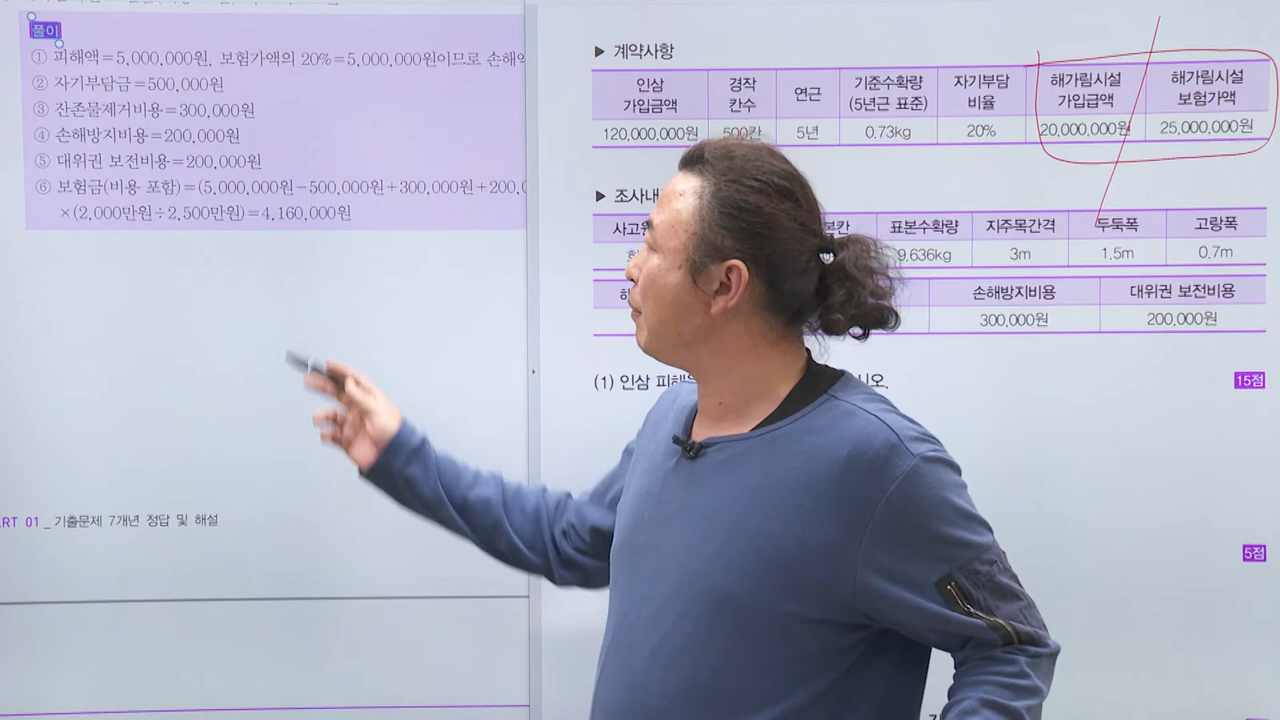 풀이
① 피해액=5,000,000원, 보험가액의 20%=5,000,000원이므로 손해액
② 자기부담금=500,000원
③ 잔존물제거비용=300,000원
④ 손해방지비용=200,000원
⑤ 대위권 보전비용=200,000원
⑥ 보험금(비용 포함)=(5,000,000원-500,000원+300,000원+200,0
×(2,000만원÷2,500만원)=4,160,000원
RT 01 _ 기출문제 7개년 정답 및 해설
▶ 계약사항
인삼 가입금액 경작 칸수 연근 기준수확량 (5년근 표준) 자기부담 비율 해가림시설 가입금액 해가림시설 보험가액
120,000,000원 500칸 5년 0.73kg 20% 20,000,000원 25,000,000원
▶ 조사내
사고원 본칸 표본수확량 지주목간격 두둑폭 고랑폭
9.636kg 3m 1.5m 0.7m
손해방지비용 대위권 보전비용
300,000원 200,000원
(1) 인삼 피해 시오.
15점
5점